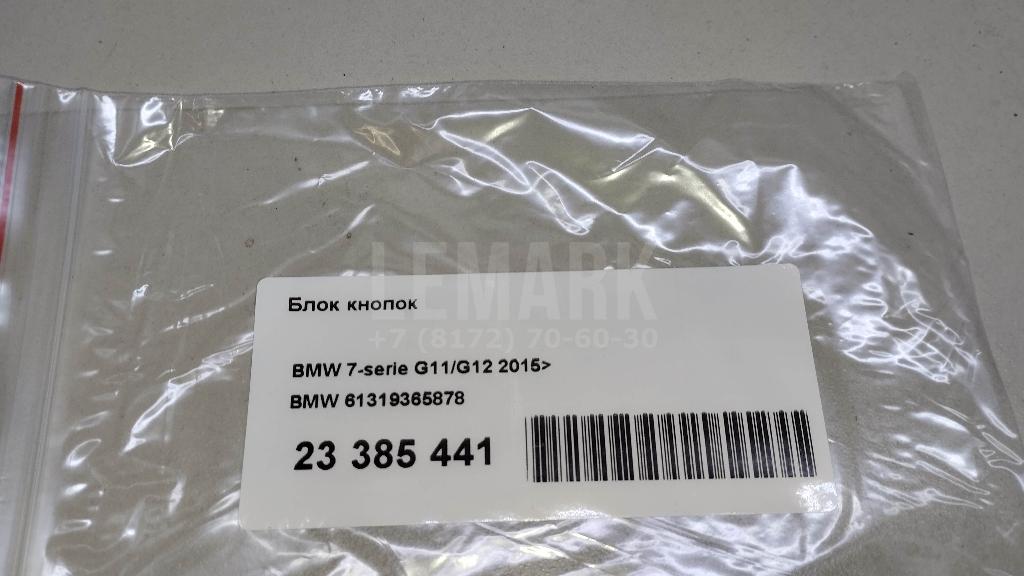 LEMARK
+7 (8172) 70-60-30
Блок кнопок
BMW 7-serie G11/G12 2015>
BMW 61319365878
23 385 441